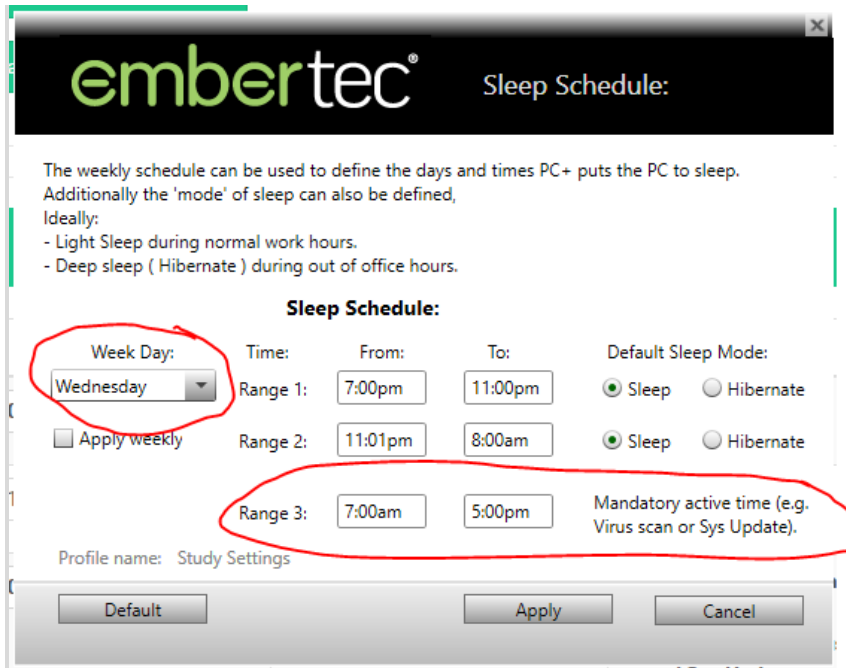 embertec® Sleep Schedule:
The weekly schedule can be used to define the days and times PC+ puts the PC to sleep.
Additionally the 'mode' of sleep can also be defined,
Ideally:
- Light Sleep during normal work hours.
- Deep sleep ( Hibernate ) during out of office hours.
Sleep Schedule:
Week Day: Time: From: To: Default Sleep Mode:
Wednesday Range 1: 7:00pm 11:00pm Sleep Hibernate
Apply weekly Range 2: 11:01pm 8:00am Sleep Hibernate
Range 3: 7:00am 5:00pm Mandatory active time (e.g.
Virus scan or Sys Update).
Profile name: Study Settings
Default Apply Cancel